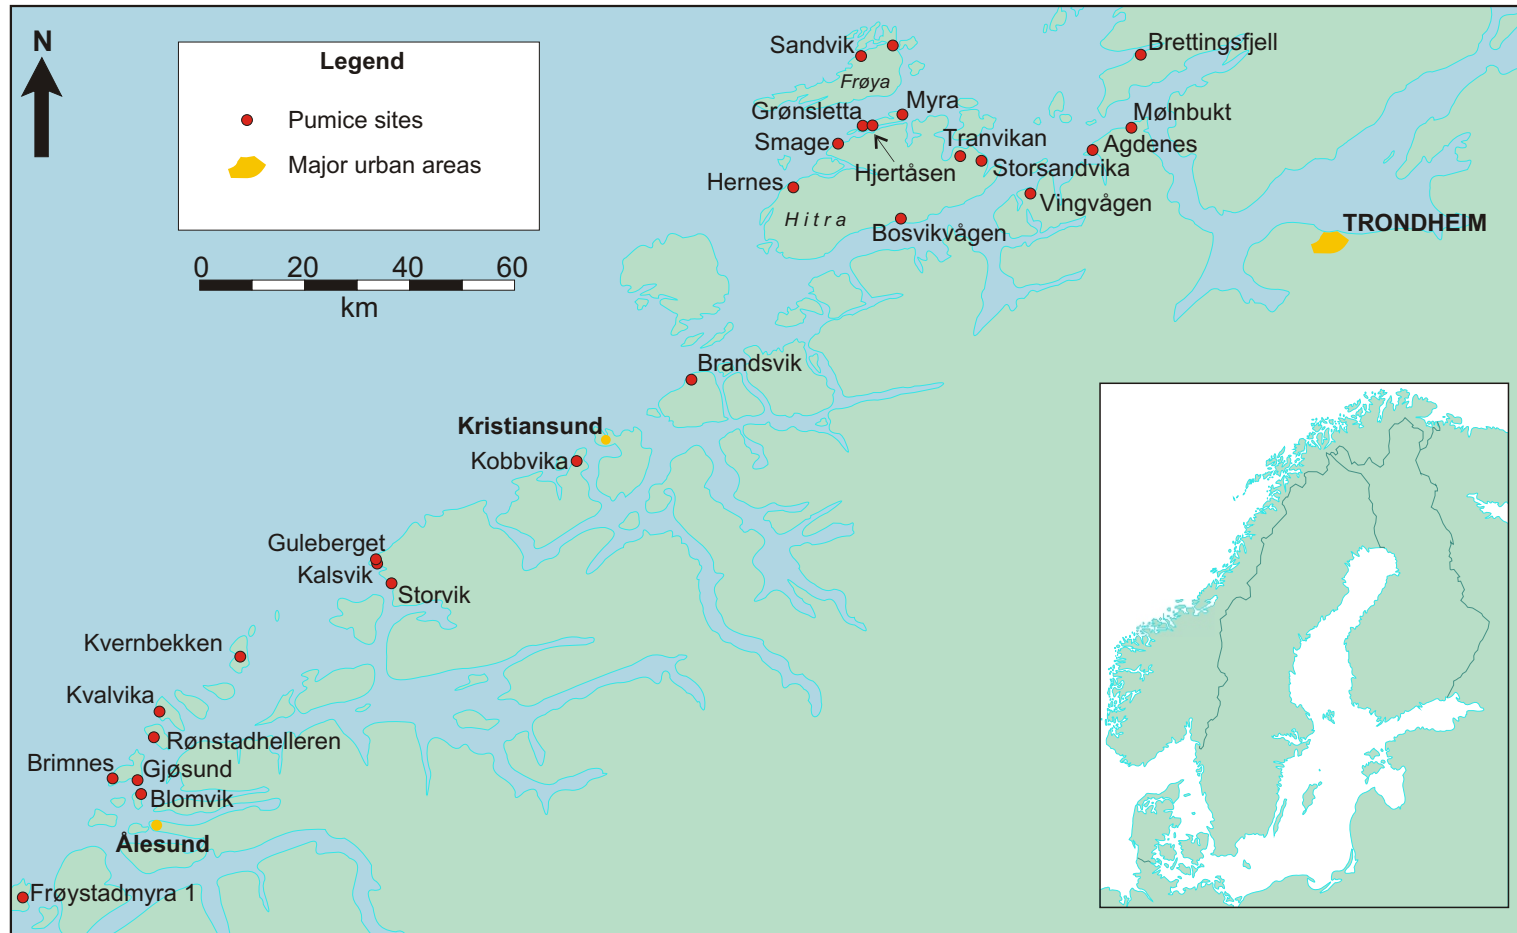 N
Legend
Pumice sites
Major urban areas
0 20 40 60
km
Sandvik
Frøya
Brettingsfjell
Grønsletta
Myra
Mølnbukt
Smage
Tranvikan
Agdenes
Hjertåsen
Storsandvika
Hernes
Vingvågen
Hitra
Bosvikvågen
TRONDHEIM
Brandsvik
Kristiansund
Kobbvika
Guleberget
Kalsvik
Storvik
Kvernbekken
Kvalvika
Rønstadhelleren
Brimnes
Gjøsund
Blomvik
Ålesund
Frøystadmyra 1